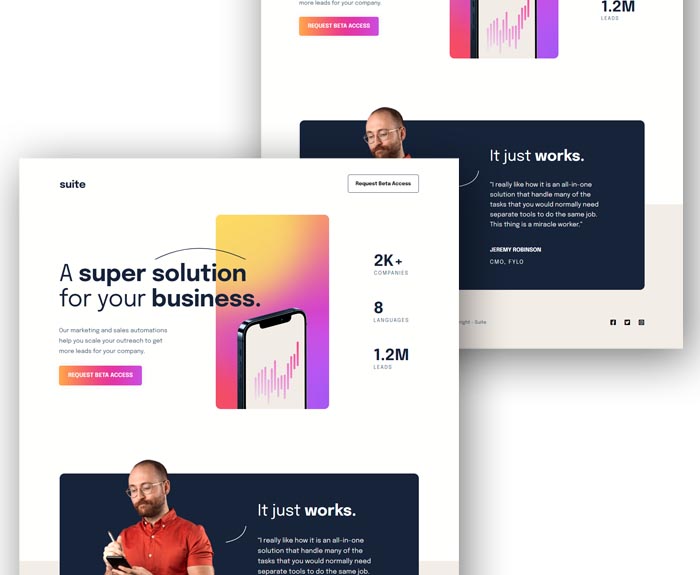 more leads for your company.
REQUEST BETA ACCESS
1.2M
LEADS
It just works.
"I really like how it is an all-in-one
solution that handle many of the
tasks that you would normally need
separate tools to do the same job.
This thing is a miracle worker."
JEREMY ROBINSON
CMO, FYLO
- Suite
suite
Request Beta Access
A super solution
for your business.
Our marketing and sales automations
help you scale your outreach to get
more leads for your company.
REQUEST BETA ACCESS
2K+
COMPANIES
8
LANGUAGES
1.2M
LEADS
It just works.
"I really like how it is an all-in-one
solution that handle many of the
tasks that you would normally need
separate tools to do the same job.